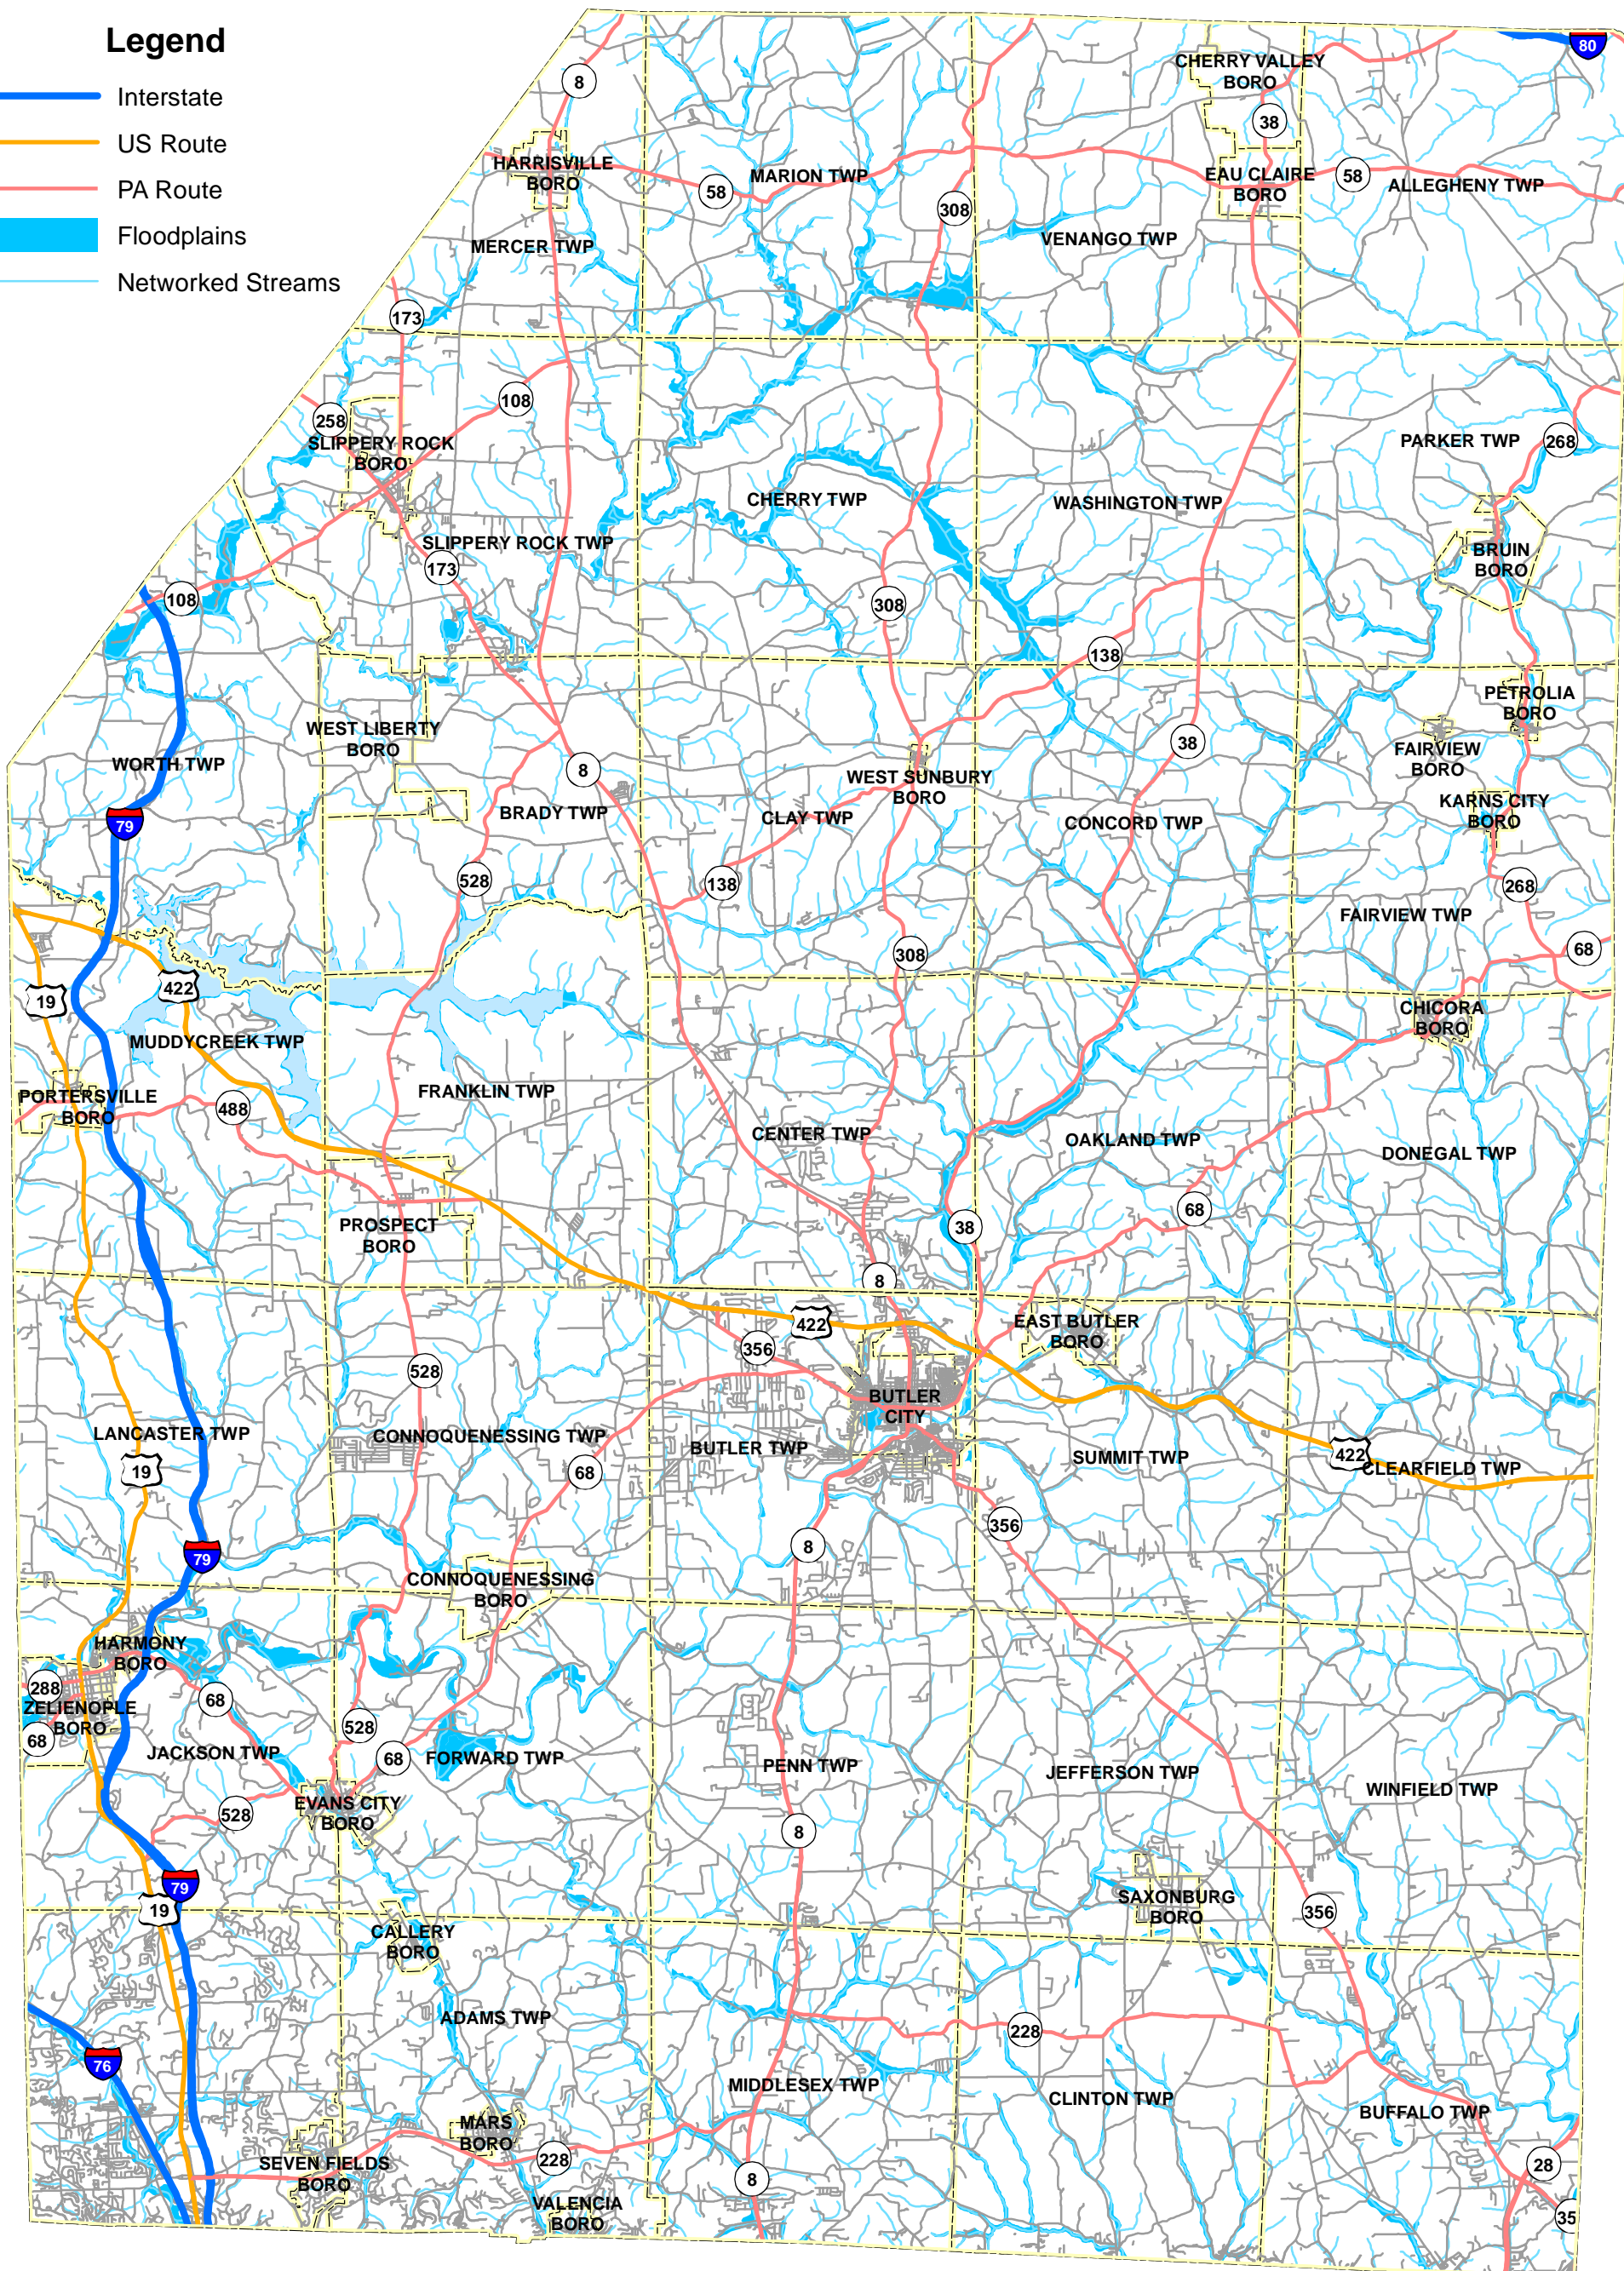 Legend
Interstate
US Route
PA Route
Floodplains
Networked Streams
80
CHERRY VALLEY
BORO
8
38
HARRISVILLE
BORO
58
MARION TWP
EAU CLAIRE
BORO
58
ALLEGHENY TWP
308
MERCER TWP
VENANGO TWP
173
108
258
SLIPPERY ROCK
BORO
PARKER TWP
268
CHERRY TWP
WASHINGTON TWP
SLIPPERY ROCK TWP
173
BRUIN
BORO
108
308
138
PETROLIA
BORO
WEST LIBERTY
BORO
38
FAIRVIEW
BORO
WORTH TWP
8
WEST SUNBURY
BORO
KARNS CITY
BORO
79
BRADY TWP
CLAY TWP
CONCORD TWP
528
138
268
FAIRVIEW TWP
308
68
19
422
CHICORA
BORO
MUDDYCREEK TWP
FRANKLIN TWP
PORTERSVILLE
BORO
488
CENTER TWP
OAKLAND TWP
DONEGAL TWP
PROSPECT
BORO
68
38
8
422
EAST BUTLER
BORO
356
528
BUTLER
CITY
LANCASTER TWP
CONNOQUENESSING TWP
BUTLER TWP
19
68
SUMMIT TWP
422
CLEARFIELD TWP
356
79
8
CONNOQUENESSING
BORO
HARMONY
BORO
288
68
ZELIENOPLE
BORO
68
528
JACKSON TWP
68
FORWARD TWP
PENN TWP
JEFFERSON TWP
WINFIELD TWP
528
EVANS CITY
BORO
8
79
19
SAXONBURG
BORO
356
CALLERY
BORO
ADAMS TWP
228
76
MIDDLESEX TWP
CLINTON TWP
BUFFALO TWP
MARS
BORO
SEVEN FIELDS
BORO
228
8
28
VALENCIA
BORO
35